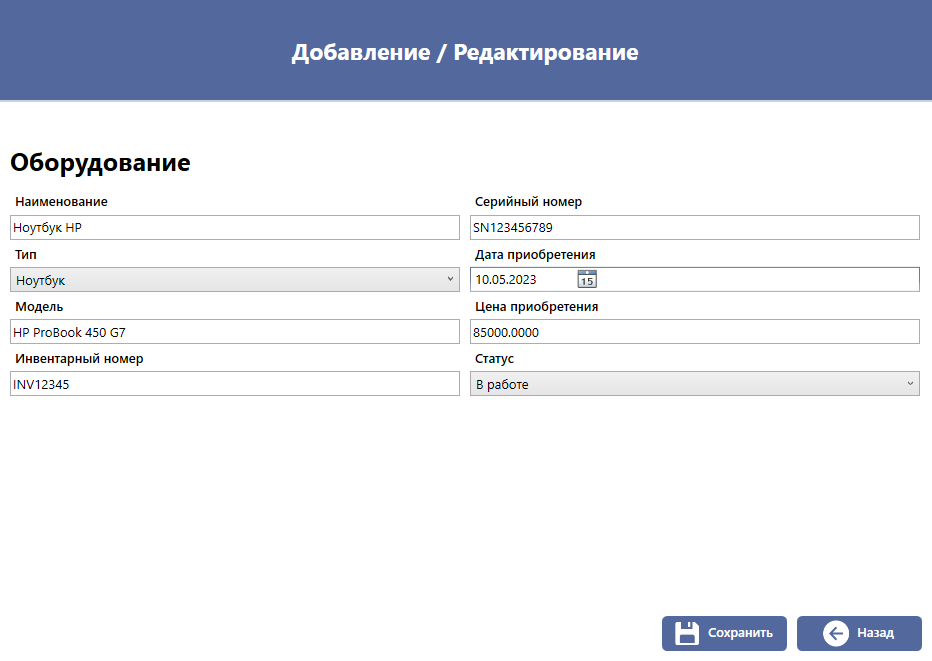 Добавление / Редактирование
Оборудование
Наименование
Ноутбук HP
Серийный номер
SN123456789
Тип
Ноутбук
Дата приобретения
10.05.2023
15
Модель
HP ProBook 450 G7
Цена приобретения
85000.0000
Инвентарный номер
INV12345
Статус
В работе
Сохранить
Назад